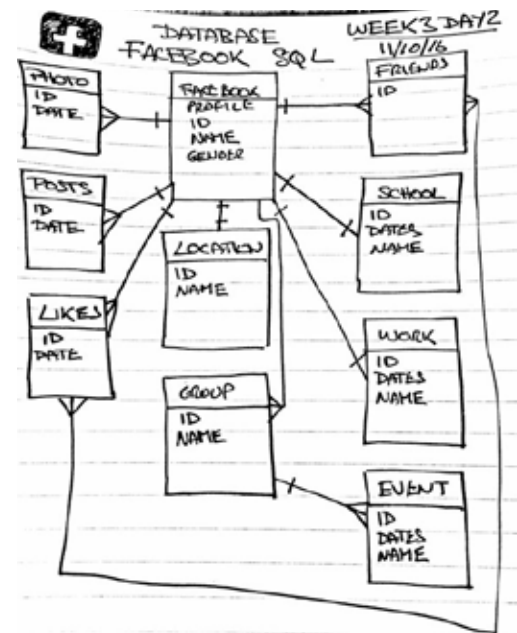 DATABASE
FACEBOOK SQL
WEEK3 DAY2
11/10/16
PHOTO
ID
DATE
FACEBOOK
PROFILE
ID
NAME
GENDER
FRIENDS
ID
POSTS
ID
DATE
SCHOOL
ID
DATES
NAME
LOCATION
ID
NAME
LIKES
ID
DATE
WORK
ID
DATES
NAME
GROUP
ID
NAME
EVENT
ID
DATES
NAME